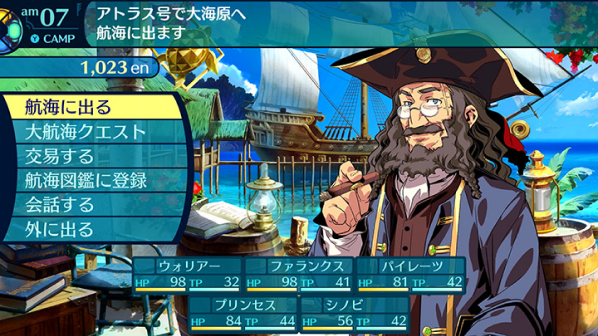 am 07
Y CAMP
アトラス号で大海原へ
航海に出ます
1,023 en
航海に出る
大航海クエスト
交易する
航海図鑑に登録
会話する
外に出る
ウォリアー
HP 98 TP 32
ファランクス
HP 98 TP 41
パイレーツ
HP 81 TP 42
プリンセス
HP 84 TP 44
シノビ
HP 56 TP 42